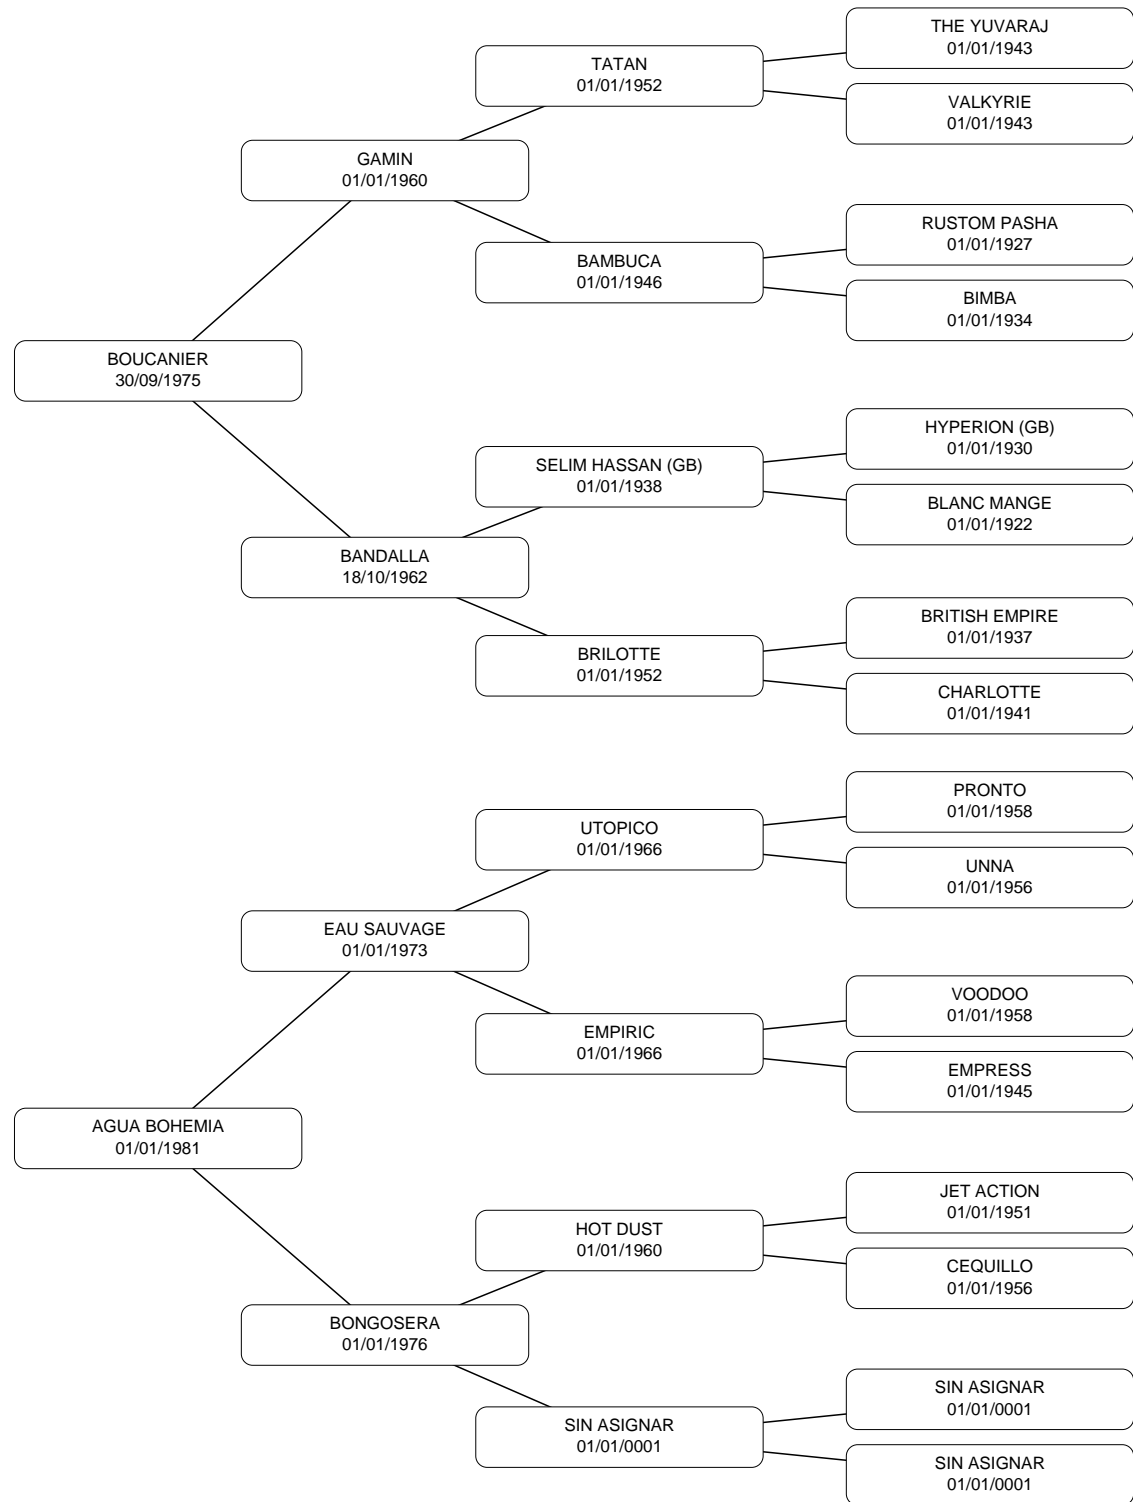 THE YUVARAJ
01/01/1943
TATAN
01/01/1952
VALKYRIE
01/01/1943
GAMIN
01/01/1960
RUSTOM PASHA
01/01/1927
BAMBUCA
01/01/1946
BIMBA
01/01/1934
BOUCANIER
30/09/1975
HYPERION (GB)
01/01/1930
SELIM HASSAN (GB)
01/01/1938
BLANC MANGE
01/01/1922
BANDALLA
18/10/1962
BRITISH EMPIRE
01/01/1937
BRILOTTE
01/01/1952
CHARLOTTE
01/01/1941
PRONTO
01/01/1958
UTOPICO
01/01/1966
UNNA
01/01/1956
EAU SAUVAGE
01/01/1973
VOODOO
01/01/1958
EMPIRIC
01/01/1966
EMPRESS
01/01/1945
AGUA BOHEMIA
01/01/1981
JET ACTION
01/01/1951
HOT DUST
01/01/1960
CEQUILLO
01/01/1956
BONGOSERA
01/01/1976
SIN ASIGNAR
01/01/0001
SIN ASIGNAR
01/01/0001
SIN ASIGNAR
01/01/0001